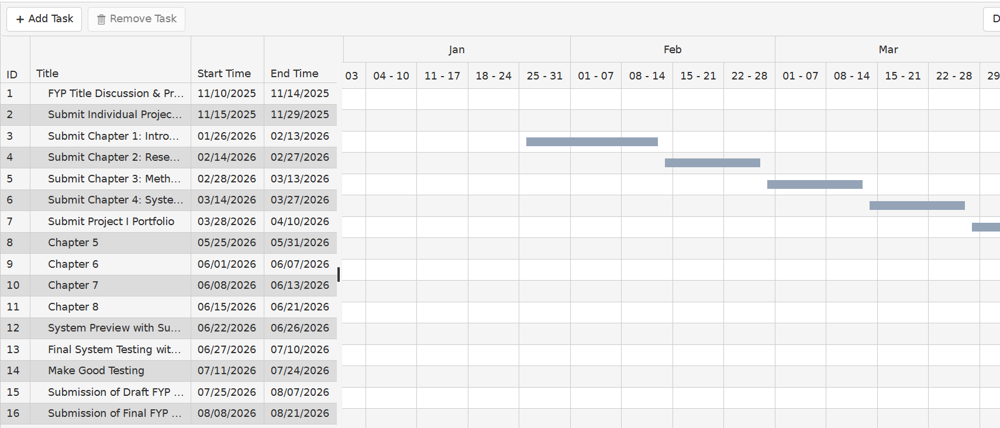 + Add Task Remove Task D
Jan Feb Mar
ID Title Start Time End Time 03 04 - 10 11 - 17 18 - 24 25 - 31 01 - 07 08 - 14 15 - 21 22 - 28 01 - 07 08 - 14 15 - 21 22 - 28 29
1 FYP Title Discussion & Pr... 11/10/2025 11/14/2025
2 Submit Individual Projec... 11/15/2025 11/29/2025
3 Submit Chapter 1: Intro... 01/26/2026 02/13/2026
4 Submit Chapter 2: Rese... 02/14/2026 02/27/2026
5 Submit Chapter 3: Meth... 02/28/2026 03/13/2026
6 Submit Chapter 4: Syste... 03/14/2026 03/27/2026
7 Submit Project I Portfolio 03/28/2026 04/10/2026
8 Chapter 5 05/25/2026 05/31/2026
9 Chapter 6 06/01/2026 06/07/2026
10 Chapter 7 06/08/2026 06/13/2026
11 Chapter 8 06/15/2026 06/21/2026
12 System Preview with Su... 06/22/2026 06/26/2026
13 Final System Testing wit... 06/27/2026 07/10/2026
14 Make Good Testing 07/11/2026 07/24/2026
15 Submission of Draft FYP ... 07/25/2026 08/07/2026
16 Submission of Final FYP ... 08/08/2026 08/21/2026